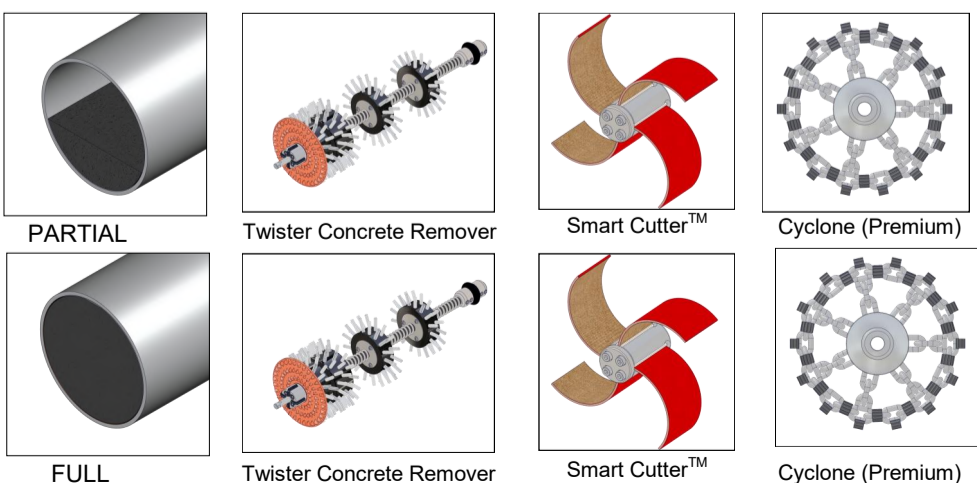 PARTIAL
Twister Concrete Remover
Smart Cutter™
Cyclone (Premium)
FULL
Twister Concrete Remover
Smart Cutter™
Cyclone (Premium)